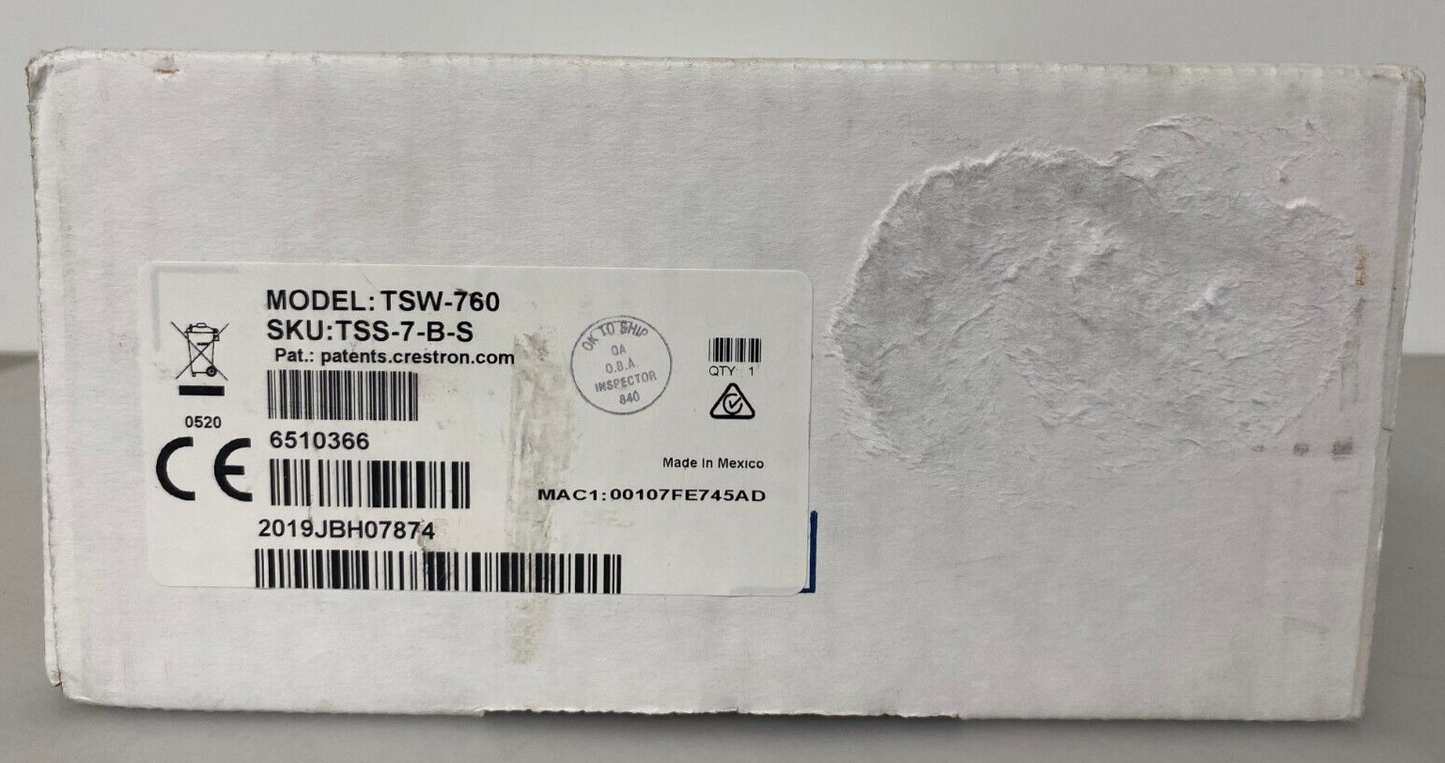 MODEL: TSW-760
SKU:TSS-7-B-S
Pat.: patents.crestron.com
0520
CE
6510366
2019JBH07874
OK TO SHIP
QA
O.B.A.
INSPECTOR
840
QTY 1
Made In Mexico
MAC1:00107FE745AD